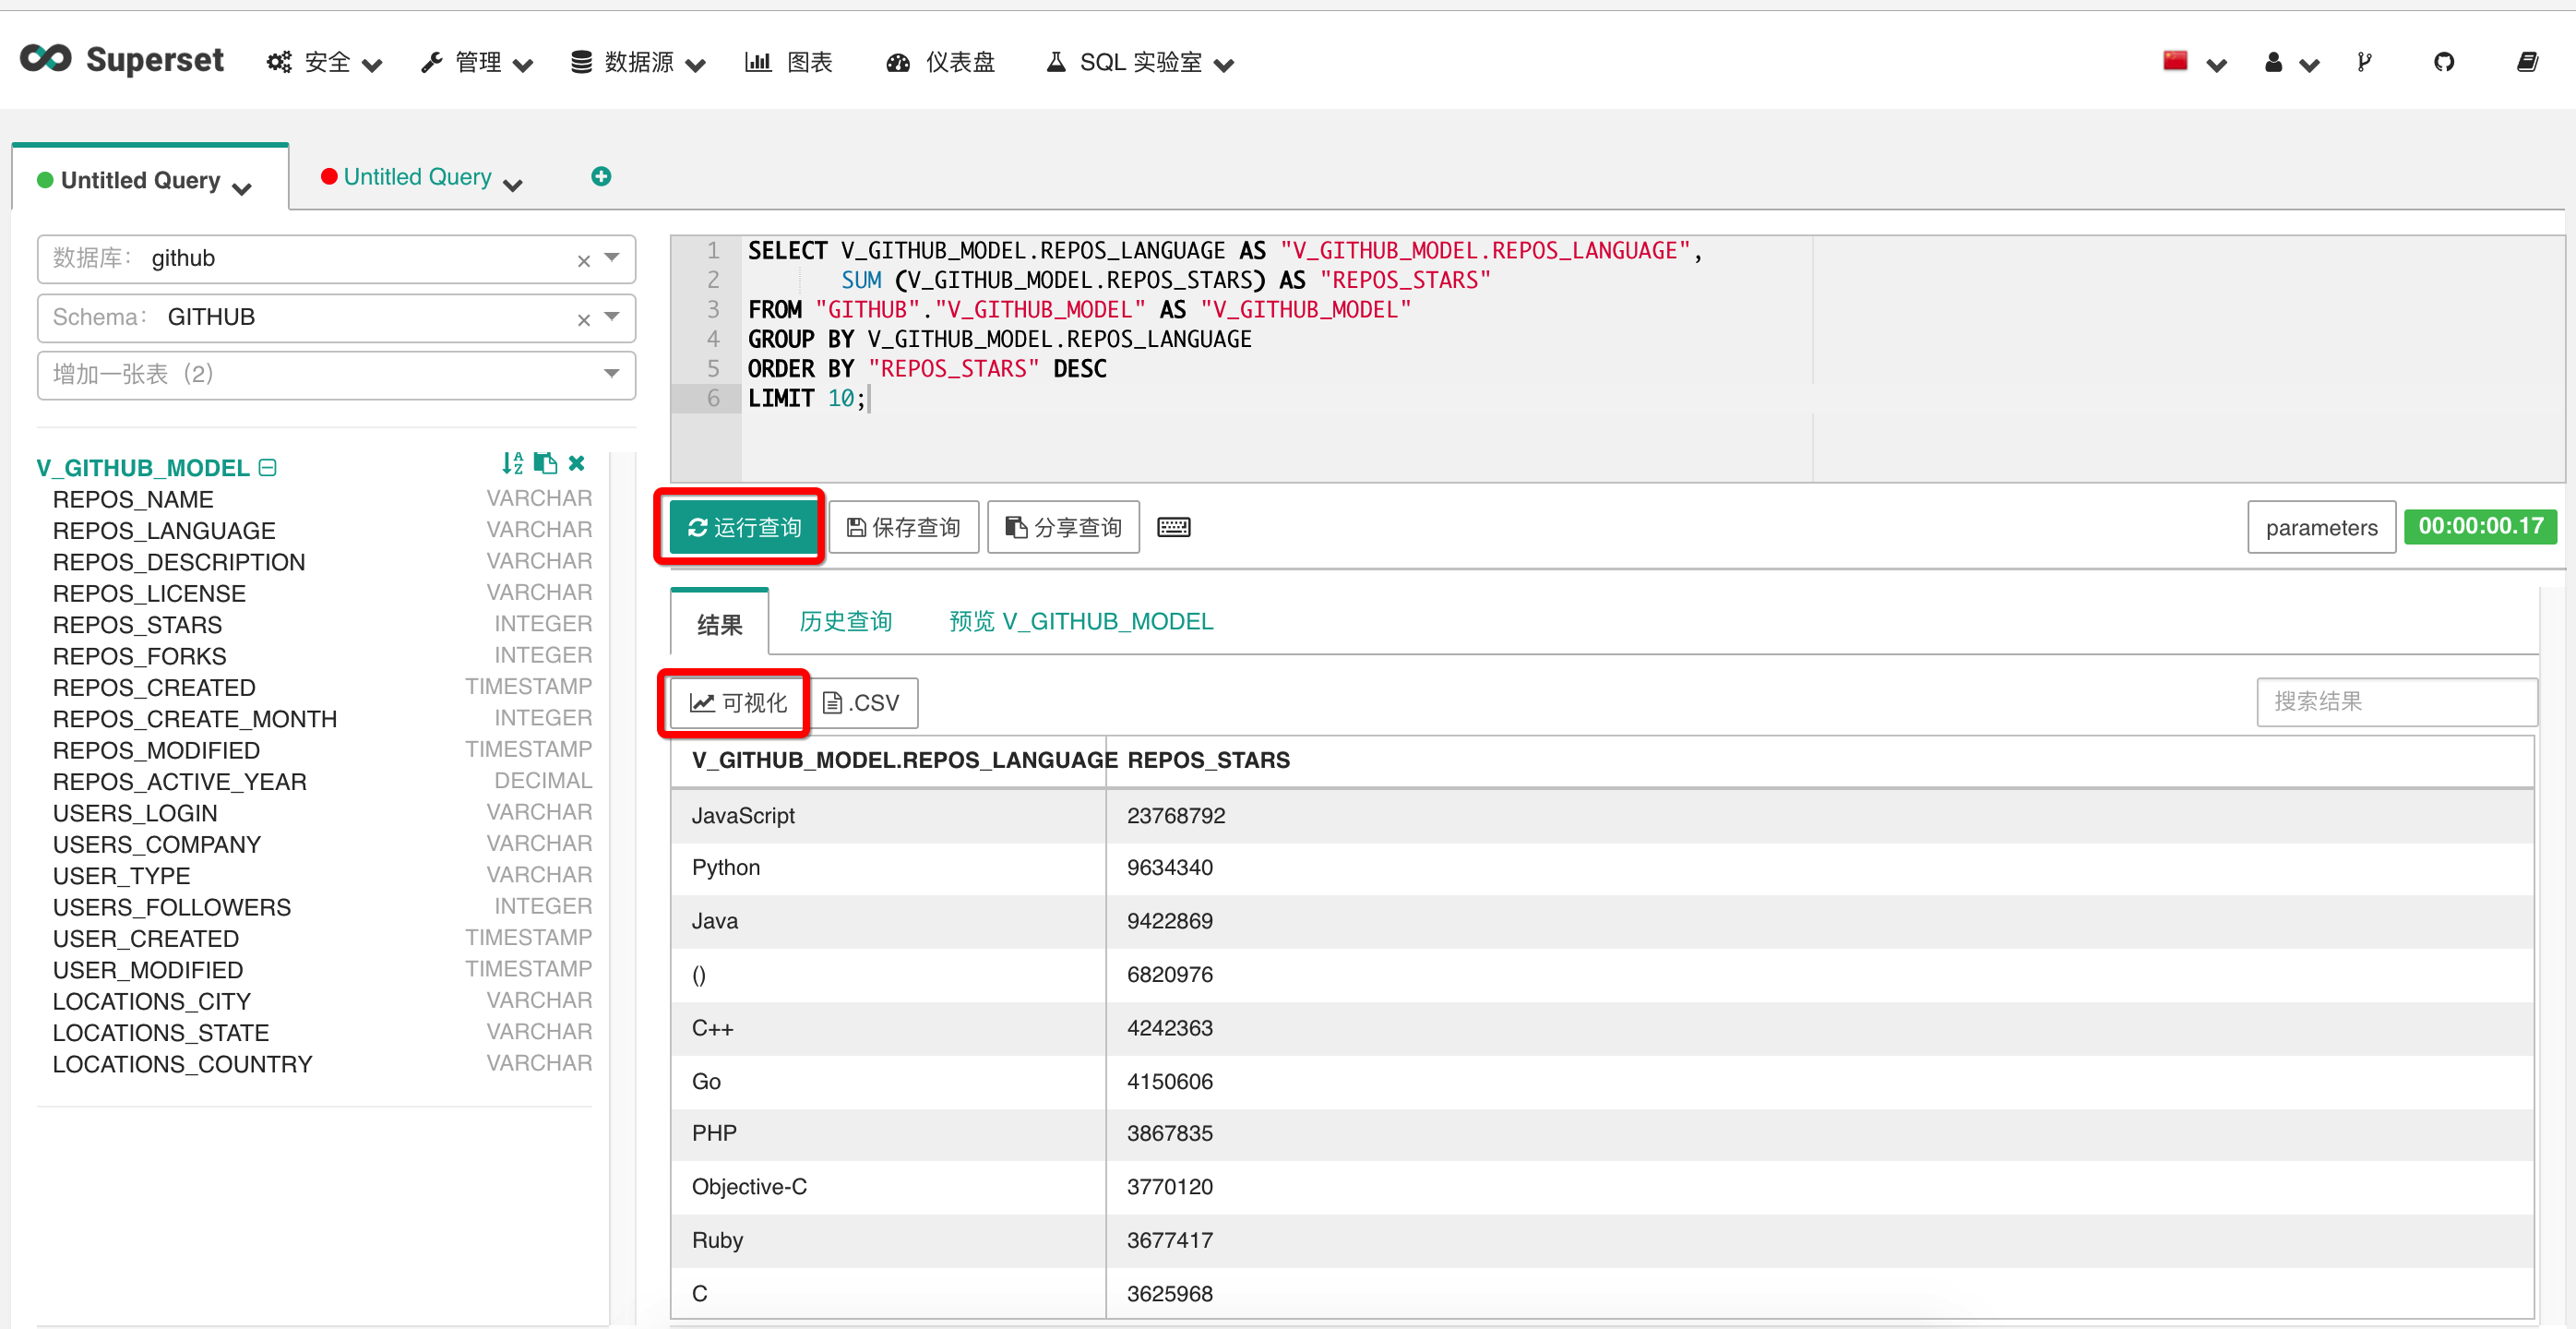 Superset 安全 管理 数据源 图表 仪表盘 SQL 实验室
Untitled Query Untitled Query
数据库： github
Schema： GITHUB
增加一张表（2）
V_GITHUB_MODEL
REPOS_NAME VARCHAR
REPOS_LANGUAGE VARCHAR
REPOS_DESCRIPTION VARCHAR
REPOS_LICENSE VARCHAR
REPOS_STARS INTEGER
REPOS_FORKS INTEGER
REPOS_CREATED TIMESTAMP
REPOS_CREATE_MONTH INTEGER
REPOS_MODIFIED TIMESTAMP
REPOS_ACTIVE_YEAR DECIMAL
USERS_LOGIN VARCHAR
USERS_COMPANY VARCHAR
USER_TYPE VARCHAR
USERS_FOLLOWERS INTEGER
USER_CREATED TIMESTAMP
USER_MODIFIED TIMESTAMP
LOCATIONS_CITY VARCHAR
LOCATIONS_STATE VARCHAR
LOCATIONS_COUNTRY VARCHAR
1 SELECT V_GITHUB_MODEL.REPOS_LANGUAGE AS "V_GITHUB_MODEL.REPOS_LANGUAGE",
2 SUM (V_GITHUB_MODEL.REPOS_STARS) AS "REPOS_STARS"
3 FROM "GITHUB"."V_GITHUB_MODEL" AS "V_GITHUB_MODEL"
4 GROUP BY V_GITHUB_MODEL.REPOS_LANGUAGE
5 ORDER BY "REPOS_STARS" DESC
6 LIMIT 10;
运行查询 保存查询 分享查询 parameters 00:00:00.17
结果 历史查询 预览 V_GITHUB_MODEL
可视化 .CSV 搜索结果
V_GITHUB_MODEL.REPOS_LANGUAGE REPOS_STARS
JavaScript 23768792
Python 9634340
Java 9422869
() 6820976
C++ 4242363
Go 4150606
PHP 3867835
Objective-C 3770120
Ruby 3677417
C 3625968